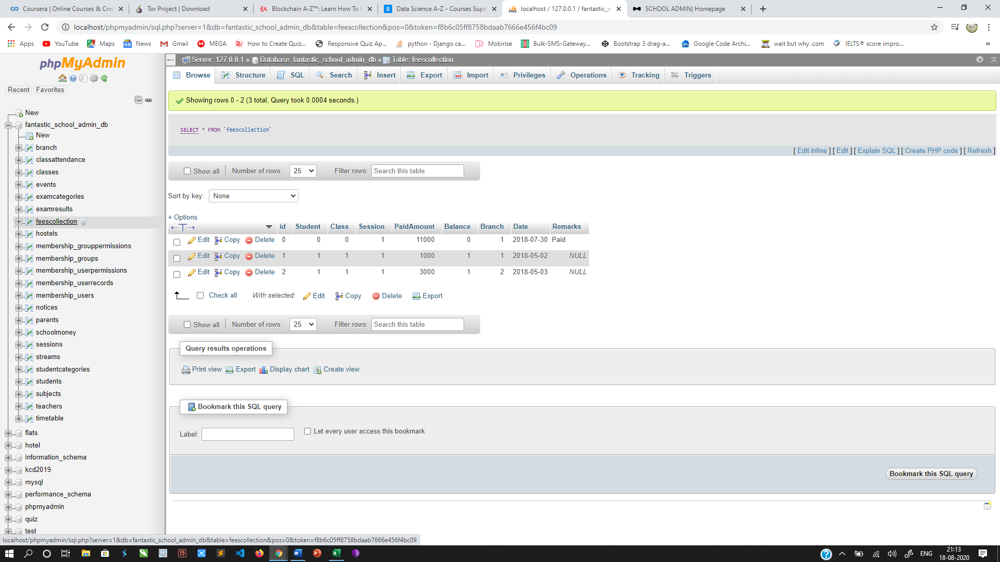 Coursera | Online Courses & Cre
Tor Project | Download
Blockchain A-Z™: Learn How To B
Data Science A-Z - Courses Supe
localhost / 127.0.0.1 / fantastic_sc
SCHOOL ADMIN| Homepage
localhost/phpmyadmin/sql.php?server=1&db=fantastic_school_admin_db&table=feescollection&pos=0&token=f8b6c05ff8758bdaab7666e456f4bc09
Apps YouTube Maps News Gmail MEGA How to Create Quiz... Responsive Quiz Ap... python - Django ca... Mobirise Bulk-SMS-Gateway... Bootstrap 3 drag-a... Google Code Archi... wait but why .com IELTS® score impro... »
phpMyAdmin
Recent Favorites
New
fantastic_school_admin_db
New
branch
classattendance
classes
events
examcategories
examresults
feescollection
hostels
membership_grouppermissions
membership_groups
membership_userpermissions
membership_userrecords
membership_users
notices
parents
schoolmoney
sessions
streams
studentcategories
students
subjects
teachers
timetable
flats
hotel
information_schema
kcd2019
mysql
performance_schema
phpmyadmin
quiz
test
Server: 127.0.0.1 » Database: fantastic_school_admin_db » Table: feescollection
Browse Structure SQL Search Insert Export Import Privileges Operations Tracking Triggers
Showing rows 0 - 2 (3 total, Query took 0.0004 seconds.)
SELECT * FROM `feescollection`
[ Edit inline ] [ Edit ] [ Explain SQL ] [ Create PHP code ] [ Refresh ]
Show all Number of rows: 25 Filter rows: Search this table
Sort by key: None
+ Options
←T→ id Student Class Session PaidAmount Balance Branch Date Remarks
Edit Copy Delete 0 0 0 1 11000 0 1 2018-07-30 Paid
Edit Copy Delete 1 1 1 1 1000 1 1 2018-05-02 NULL
Edit Copy Delete 2 1 1 1 3000 1 2 2018-05-03 NULL
Check all With selected: Edit Copy Delete Export
Show all Number of rows: 25 Filter rows: Search this table
Query results operations
Print view Export Display chart Create view
Bookmark this SQL query
Label: Let every user access this bookmark
Bookmark this SQL query
localhost/phpmyadmin/sql.php?server=1&db=fantastic_school_admin_db&table=feescollection&pos=0&token=f8b6c05ff8758bdaab7666e456f4bc09
ENG
21:13
18-08-2020